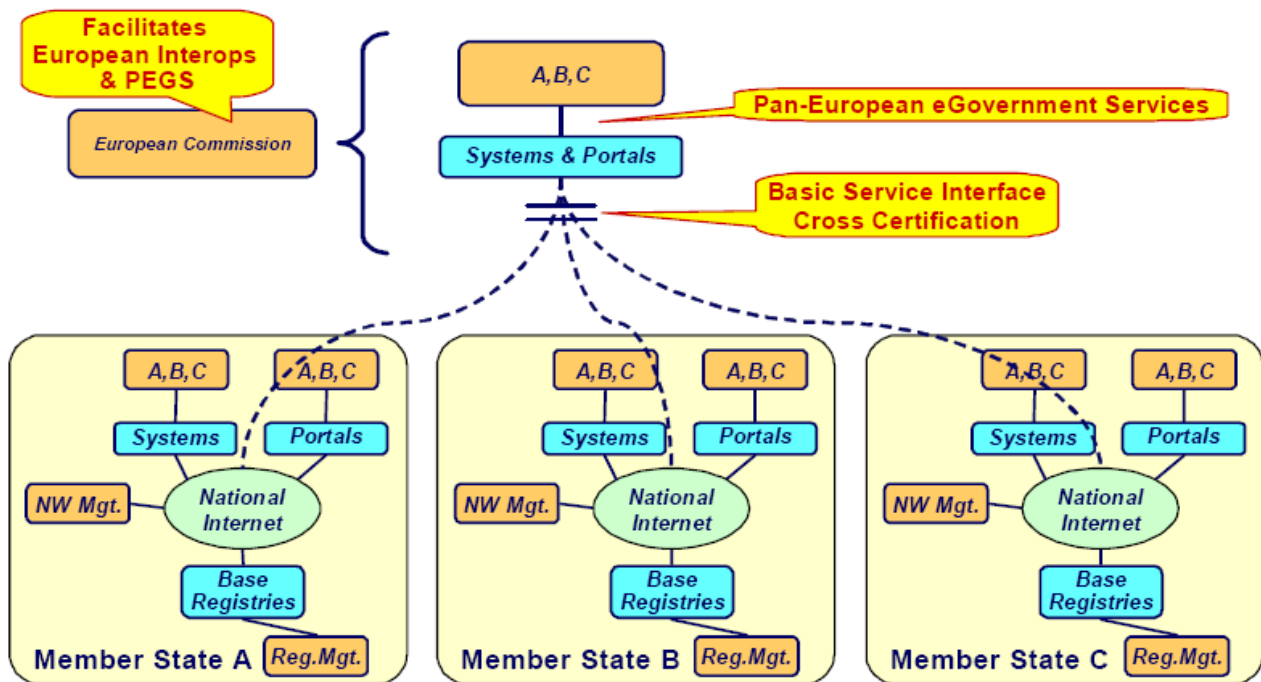 Facilitates
European Interops
& PEGS
European Commission
A,B,C
Pan-European eGovernment Services
Systems & Portals
Basic Service Interface
Cross Certification
A,B,C
A,B,C
Systems
Portals
NW Mgt.
National
Internet
Base
Registries
Member State A
Reg.Mgt.
A,B,C
A,B,C
Systems
Portals
NW Mgt.
National
Internet
Base
Registries
Member State B
Reg.Mgt.
A,B,C
A,B,C
Systems
Portals
NW Mgt.
National
Internet
Base
Registries
Member State C
Reg.Mgt.